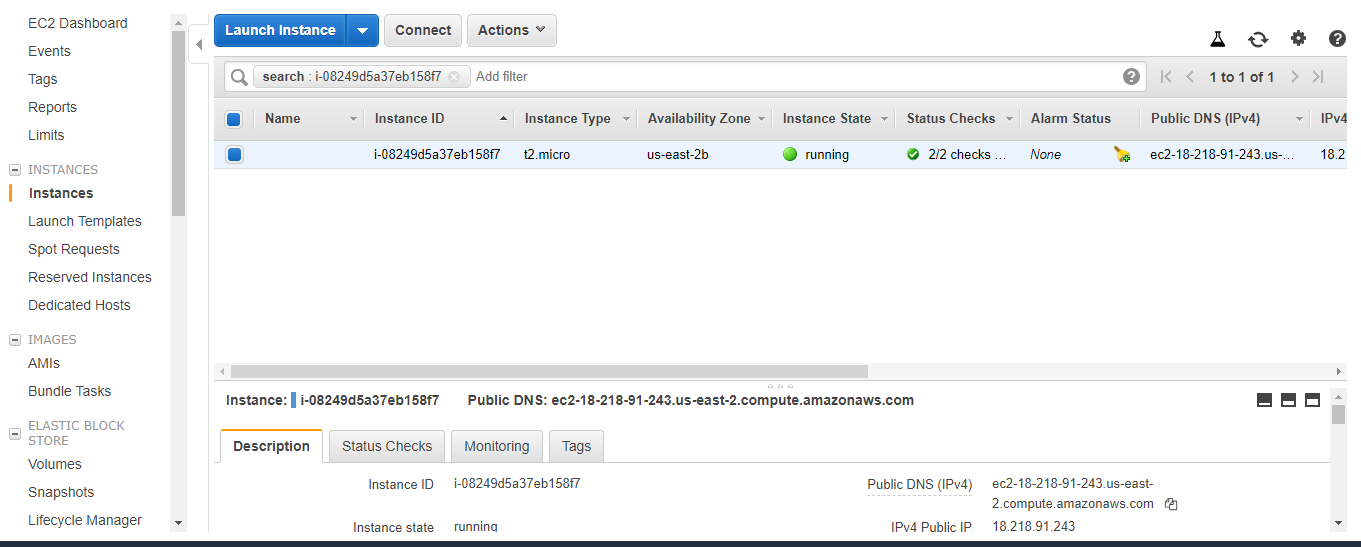 EC2 Dashboard
Events
Tags
Reports
Limits
INSTANCES
Instances
Launch Templates
Spot Requests
Reserved Instances
Dedicated Hosts
IMAGES
AMIs
Bundle Tasks
ELASTIC BLOCK
STORE
Volumes
Snapshots
Lifecycle Manager
Launch Instance Connect Actions
search : i-08249d5a37eb158f7 Add filter 1 to 1 of 1
Name Instance ID Instance Type Availability Zone Instance State Status Checks Alarm Status Public DNS (IPv4) IPv4
i-08249d5a37eb158f7 t2.micro us-east-2b running 2/2 checks ... None ec2-18-218-91-243.us-... 18.2
Instance: i-08249d5a37eb158f7 Public DNS: ec2-18-218-91-243.us-east-2.compute.amazonaws.com
Description Status Checks Monitoring Tags
Instance ID i-08249d5a37eb158f7 Public DNS (IPv4) ec2-18-218-91-243.us-east-
2.compute.amazonaws.com
Instance state running IPv4 Public IP 18.218.91.243